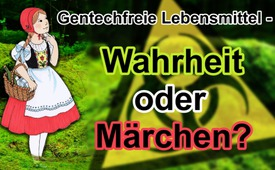 Gentechfreie Lebensmittel -
Wahrheit
oder
Märchen?